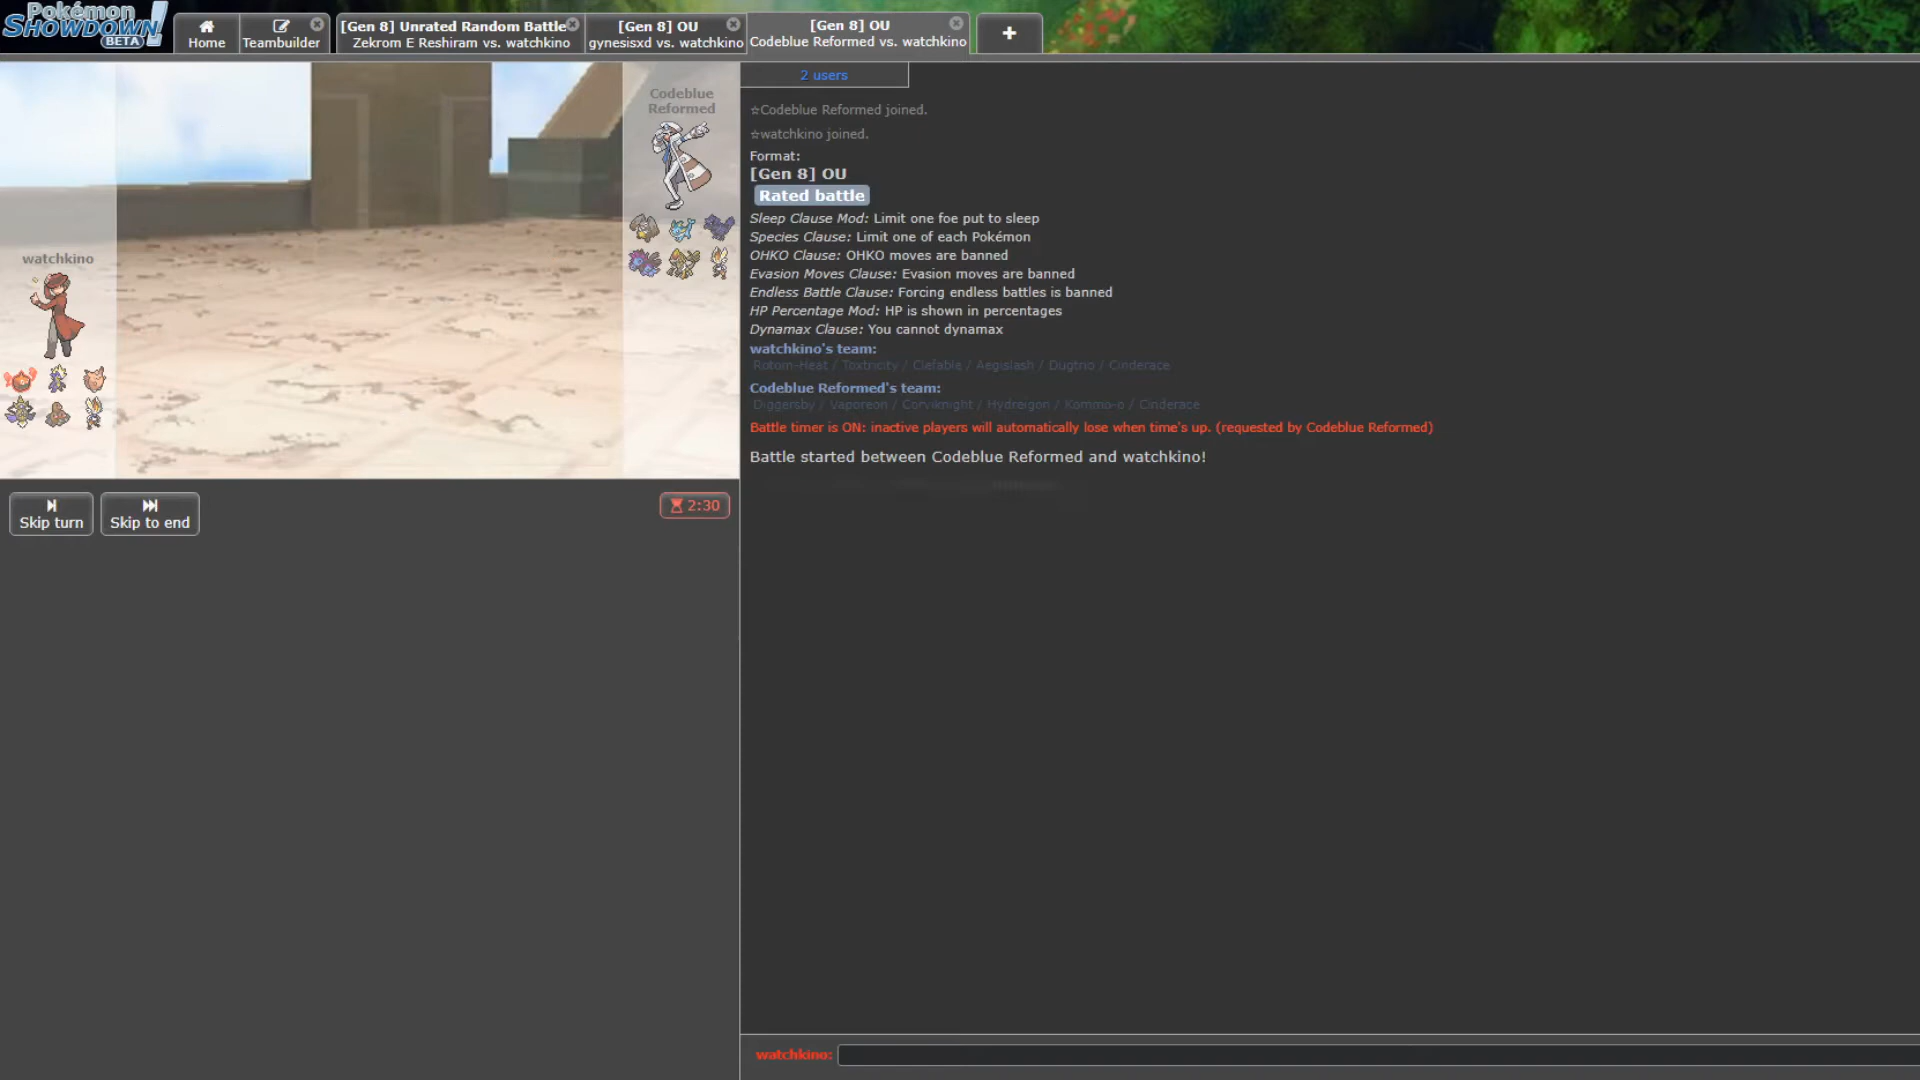 Pokémon
SHOWDOWN!
BETA
Home
Teambuilder
[Gen 8] Unrated Random Battle
Zekrom E Reshiram vs. watchkino
[Gen 8] OU
gynesisxd vs. watchkino
[Gen 8] OU
Codeblue Reformed vs. watchkino
+
Codeblue
Reformed
watchkino
Skip turn
Skip to end
2:30
2 users
☆Codeblue Reformed joined.
☆watchkino joined.
Format:
[Gen 8] OU
Rated battle
Sleep Clause Mod: Limit one foe put to sleep
Species Clause: Limit one of each Pokémon
OHKO Clause: OHKO moves are banned
Evasion Moves Clause: Evasion moves are banned
Endless Battle Clause: Forcing endless battles is banned
HP Percentage Mod: HP is shown in percentages
Dynamax Clause: You cannot dynamax
watchkino's team:
Rotom-Heat / Toxtricity / Clefable / Aegislash / Dugtrio / Cinderace
Codeblue Reformed's team:
Diggersby / Vaporeon / Corviknight / Hydreigon / Kommo-o / Cinderace
Battle timer is ON: inactive players will automatically lose when time's up. (requested by Codeblue Reformed)
Battle started between Codeblue Reformed and watchkino!
watchkino: